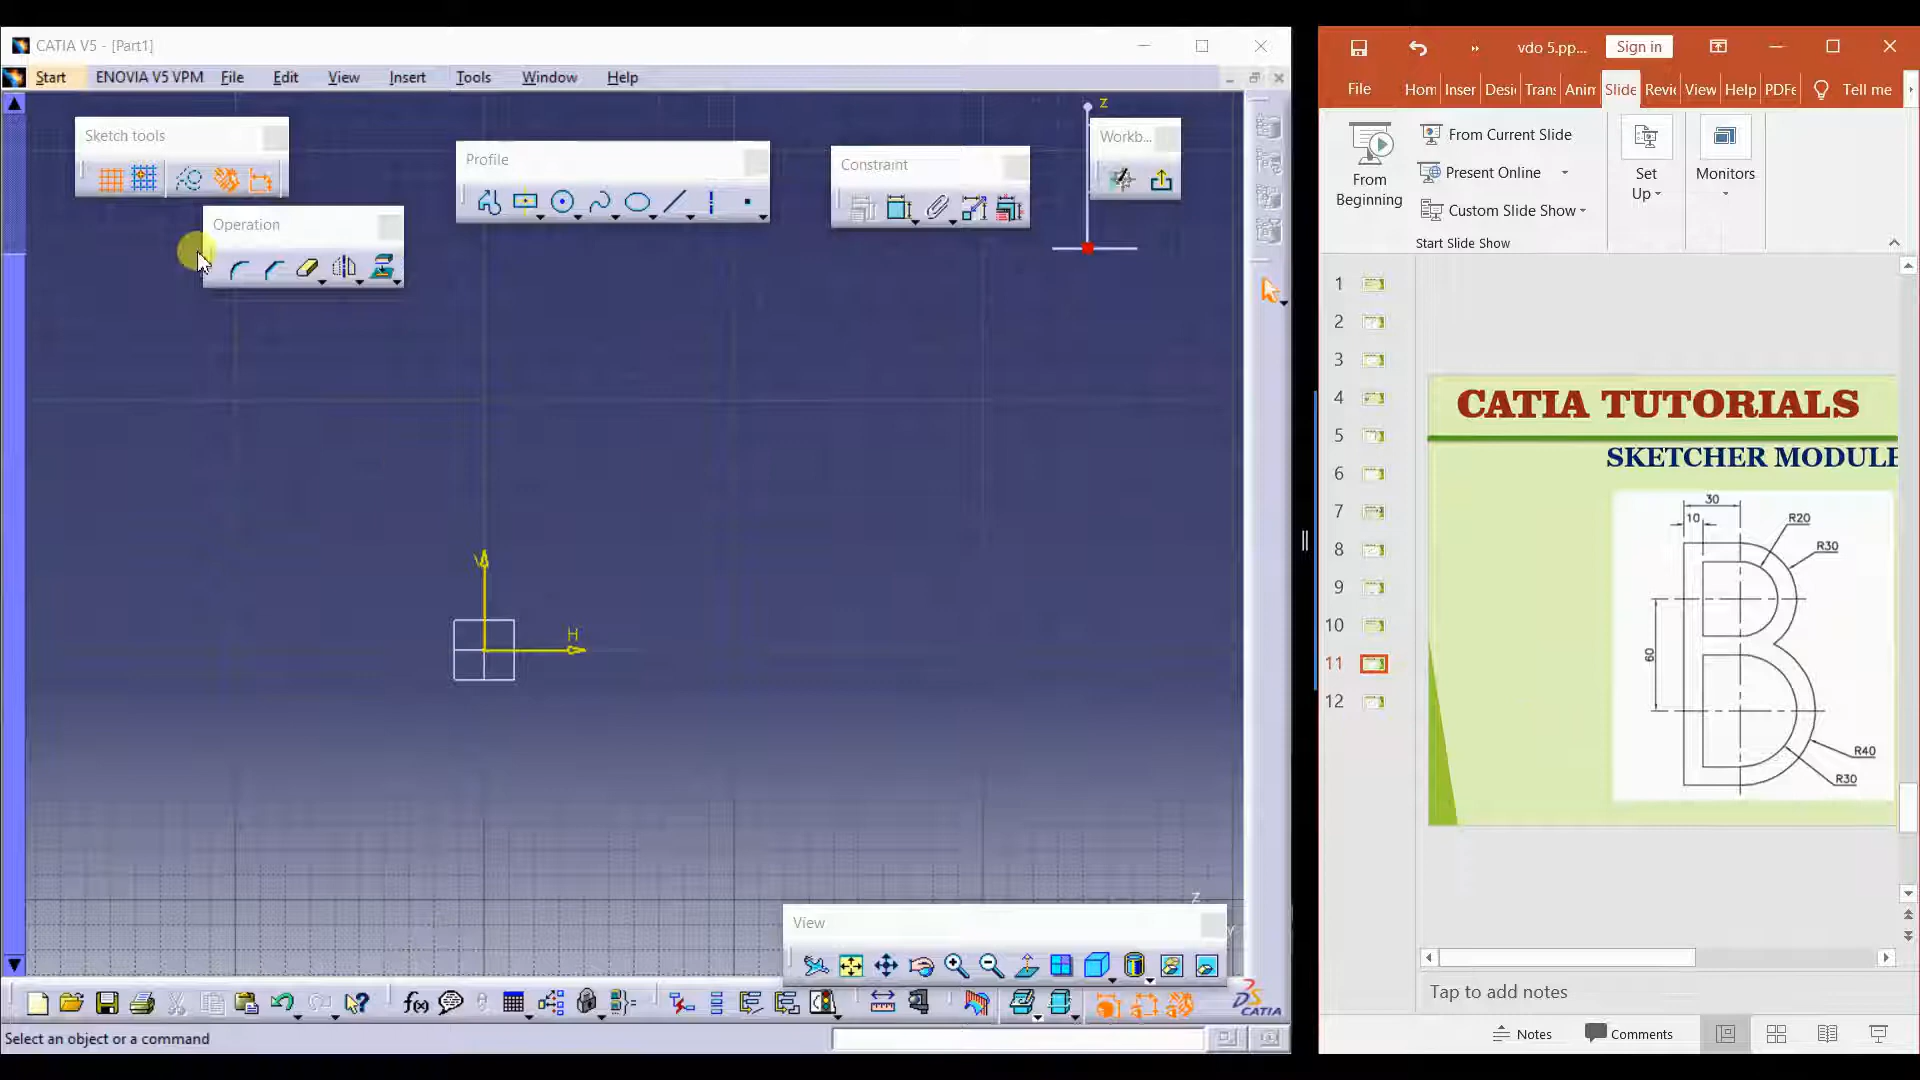 CATIA V5 - [Part1]
Start ENOVIA V5 VPM File Edit View Insert Tools Window Help
Sketch tools
Operation
Profile
Constraint
Workb...
z
V
H
View
z
f(x)
CATIA
Select an object or a command
vdo 5.pp... Sign in
File Hom Inser Desi Trans Anim Slide Revie View Help PDFe Tell me
From Beginning
From Current Slide
Present Online
Custom Slide Show
Start Slide Show
Set Up
Monitors
1
2
3
4
5
6
7
8
9
10
11
12
CATIA TUTORIALS
SKETCHER MODULE
30
10
R20
R30
60
R40
R30
Tap to add notes
Notes Comments